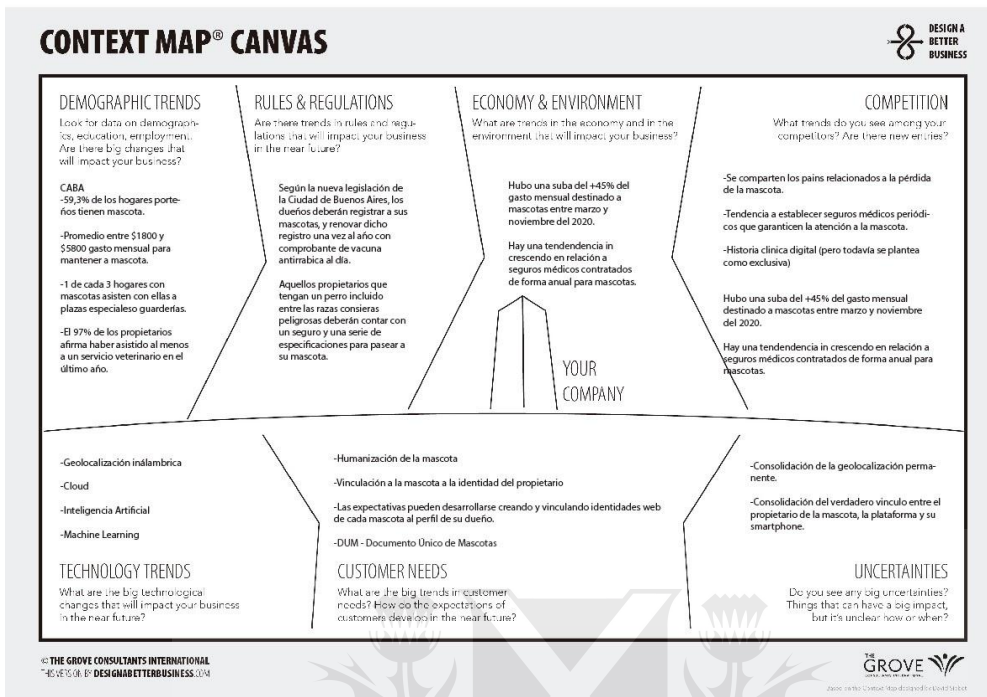 CONTEXT MAP® CANVAS
DESIGN A
BETTER
BUSINESS
DEMOGRAPHIC TRENDS
Look for data on demograph-
ics, education, employment.
Are there big changes that
will impact your business?
CABA
-59,3% de los hogares porte-
ños tienen mascota.
-Promedio entre $1800 y
$5800 gasto mensual para
mantener a mascota.
-1 de cada 3 hogares con
mascotas asisten con ellas a
plazas especialeso guarderías.
-El 97% de los propietarios
afirma haber asistido al menos
a un servicio veterinario en el
último año.
RULES & REGULATIONS
Are there trends in rules and regu-
lations that will impact your business
in the near future?
Según la nueva legislación de
la Ciudad de Buenos Aires, los
dueños deberán registrar a sus
mascotas, y renovar dicho
registro una vez al año con
comprobante de vacuna
antirrabica al día.
Aquellos propietarios que
tengan un perro incluido
entre las razas consieras
peligrosas deberán contar con
un seguro y una serie de
especificaciones para pasear a
su mascota.
ECONOMY & ENVIRONMENT
What are trends in the economy and in the
environment that will impact your business?
Hubo una suba del +45% del
gasto mensual destinado a
mascotas entre marzo y
noviembre del 2020.
Hay una tendendencia in
crescendo en relación a
seguros médicos contratados
de forma anual para mascotas.
COMPETITION
What trends do you see among your
competitors? Are there new entries?
-Se comparten los pains relacionados a la pérdida
de la mascota.
-Tendencia a establecer seguros médicos periódi-
cos que garanticen la atención a la mascota.
-Historia clinica digital (pero todavía se plantea
como exclusiva)
Hubo una suba del +45% del gasto mensual
destinado a mascotas entre marzo y noviembre
del 2020.
Hay una tendendencia in crescendo en relación a
seguros médicos contratados de forma anual para
mascotas.
YOUR
COMPANY
-Geolocalización inálambrica
-Cloud
-Inteligencia Artificial
-Machine Learning
TECHNOLOGY TRENDS
What are the big technological
changes that will impact your business
in the near future?
-Humanización de la mascota
-Vinculación a la mascota a la identidad del propietario
-Las expectativas pueden desarrollarse creando y vinculando identidades web
de cada mascota al perfil de su dueño.
-DUM - Documento Único de Mascotas
CUSTOMER NEEDS
What are the big trends in customer
needs? How do the expectations of
customers develop in the near future?
-Consolidación de la geolocalización perma-
nente.
-Consolidación del verdadero vinculo entre el
propietario de la mascota, la plataforma y su
smartphone.
UNCERTAINTIES
Do you see any big uncertainties?
Things that can have a big impact,
but it's unclear how or when?
© THE GROVE CONSULTANTS INTERNATIONAL
THIS VERSION BY DESIGNABETTERBUSINESS.COM
THE
GROVE